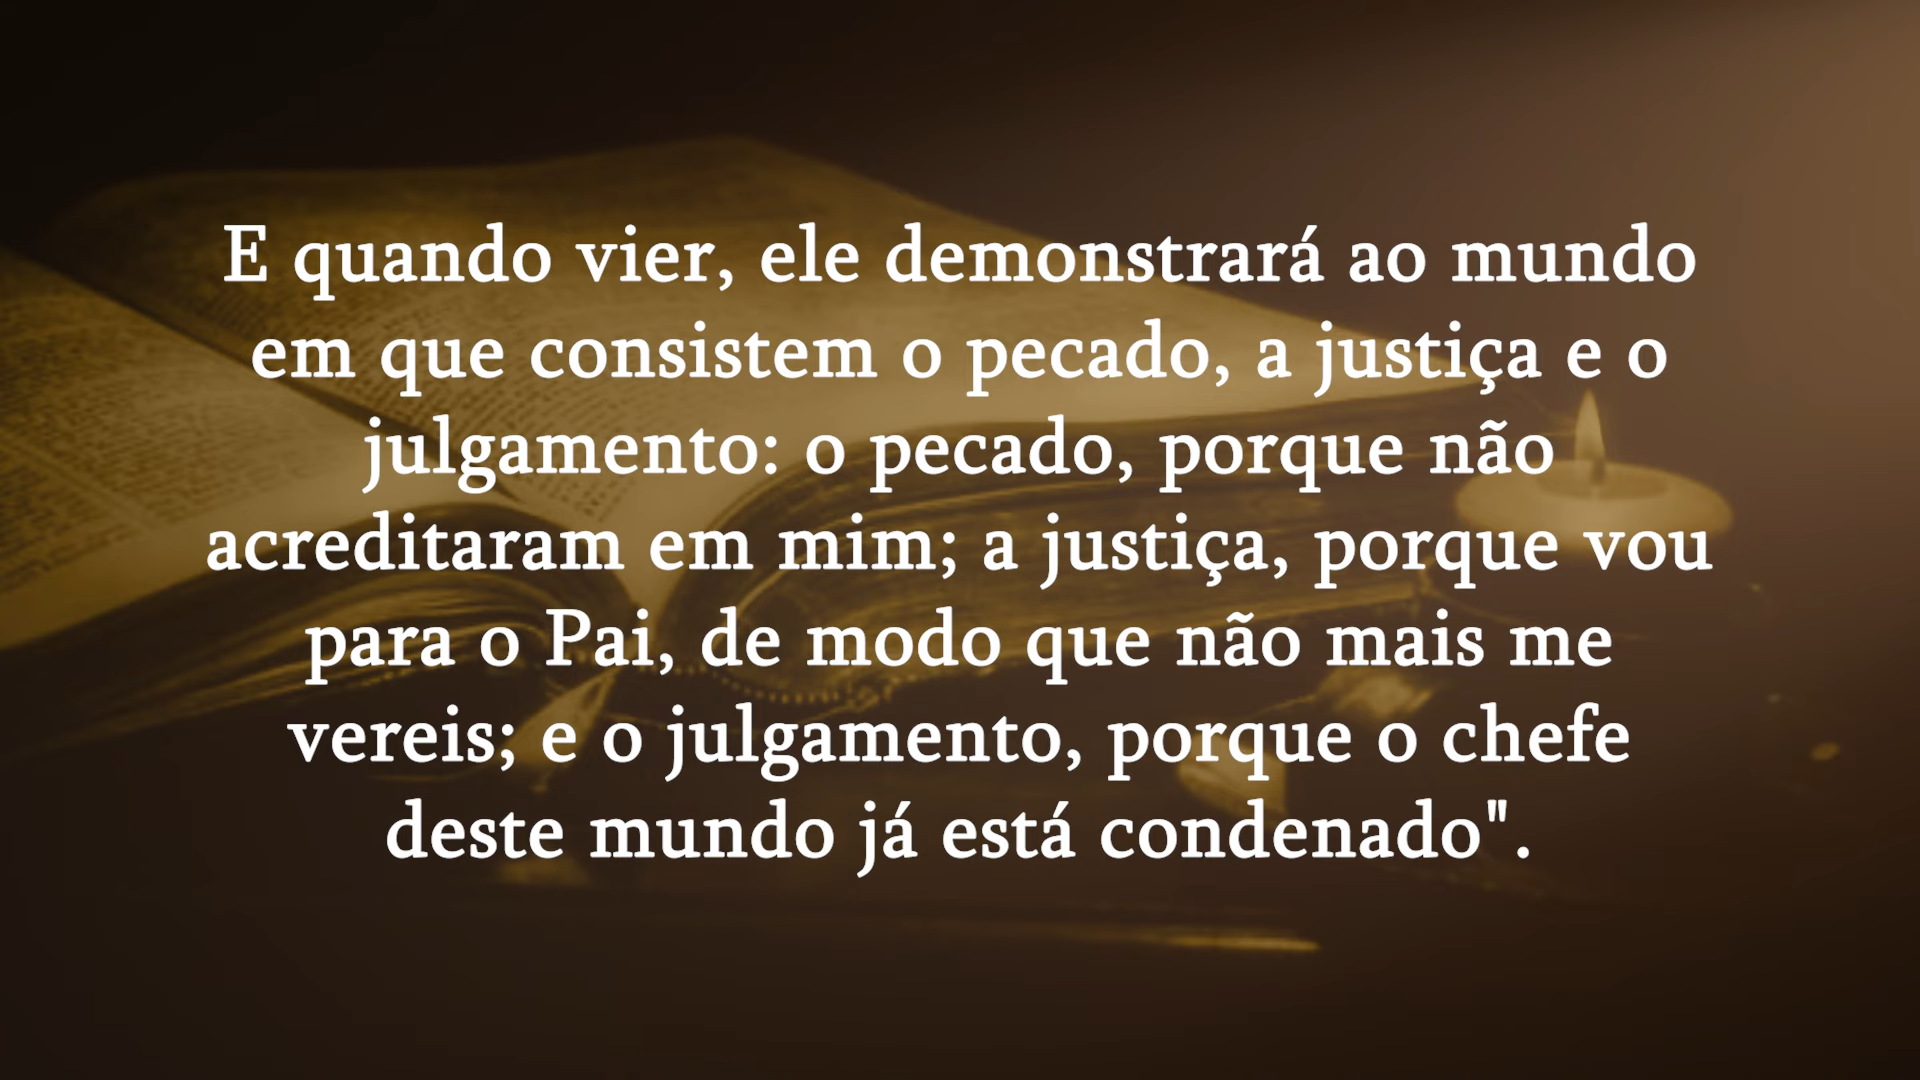 E quando vier, ele demonstrará ao mundo
em que consistem o pecado, a justiça e o
julgamento: o pecado, porque não
acreditaram em mim; a justiça, porque vou
para o Pai, de modo que não mais me
vereis; e o julgamento, porque o chefe
deste mundo já está condenado".